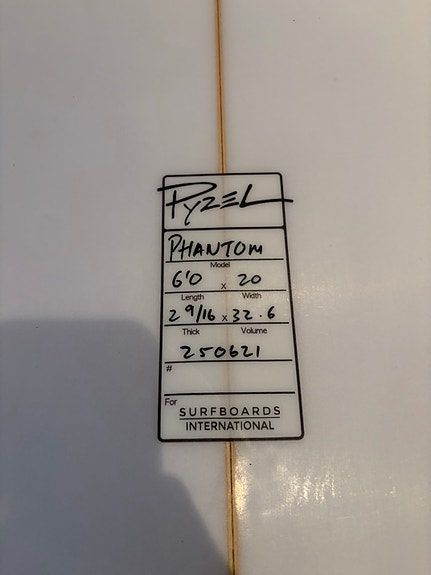 PYZEL
PHANTOM
Model
6'0 x 20
Length Width
2 9/16 x 32.6
Thick Volume
250621
#
For
SURFBOARDS
INTERNATIONAL